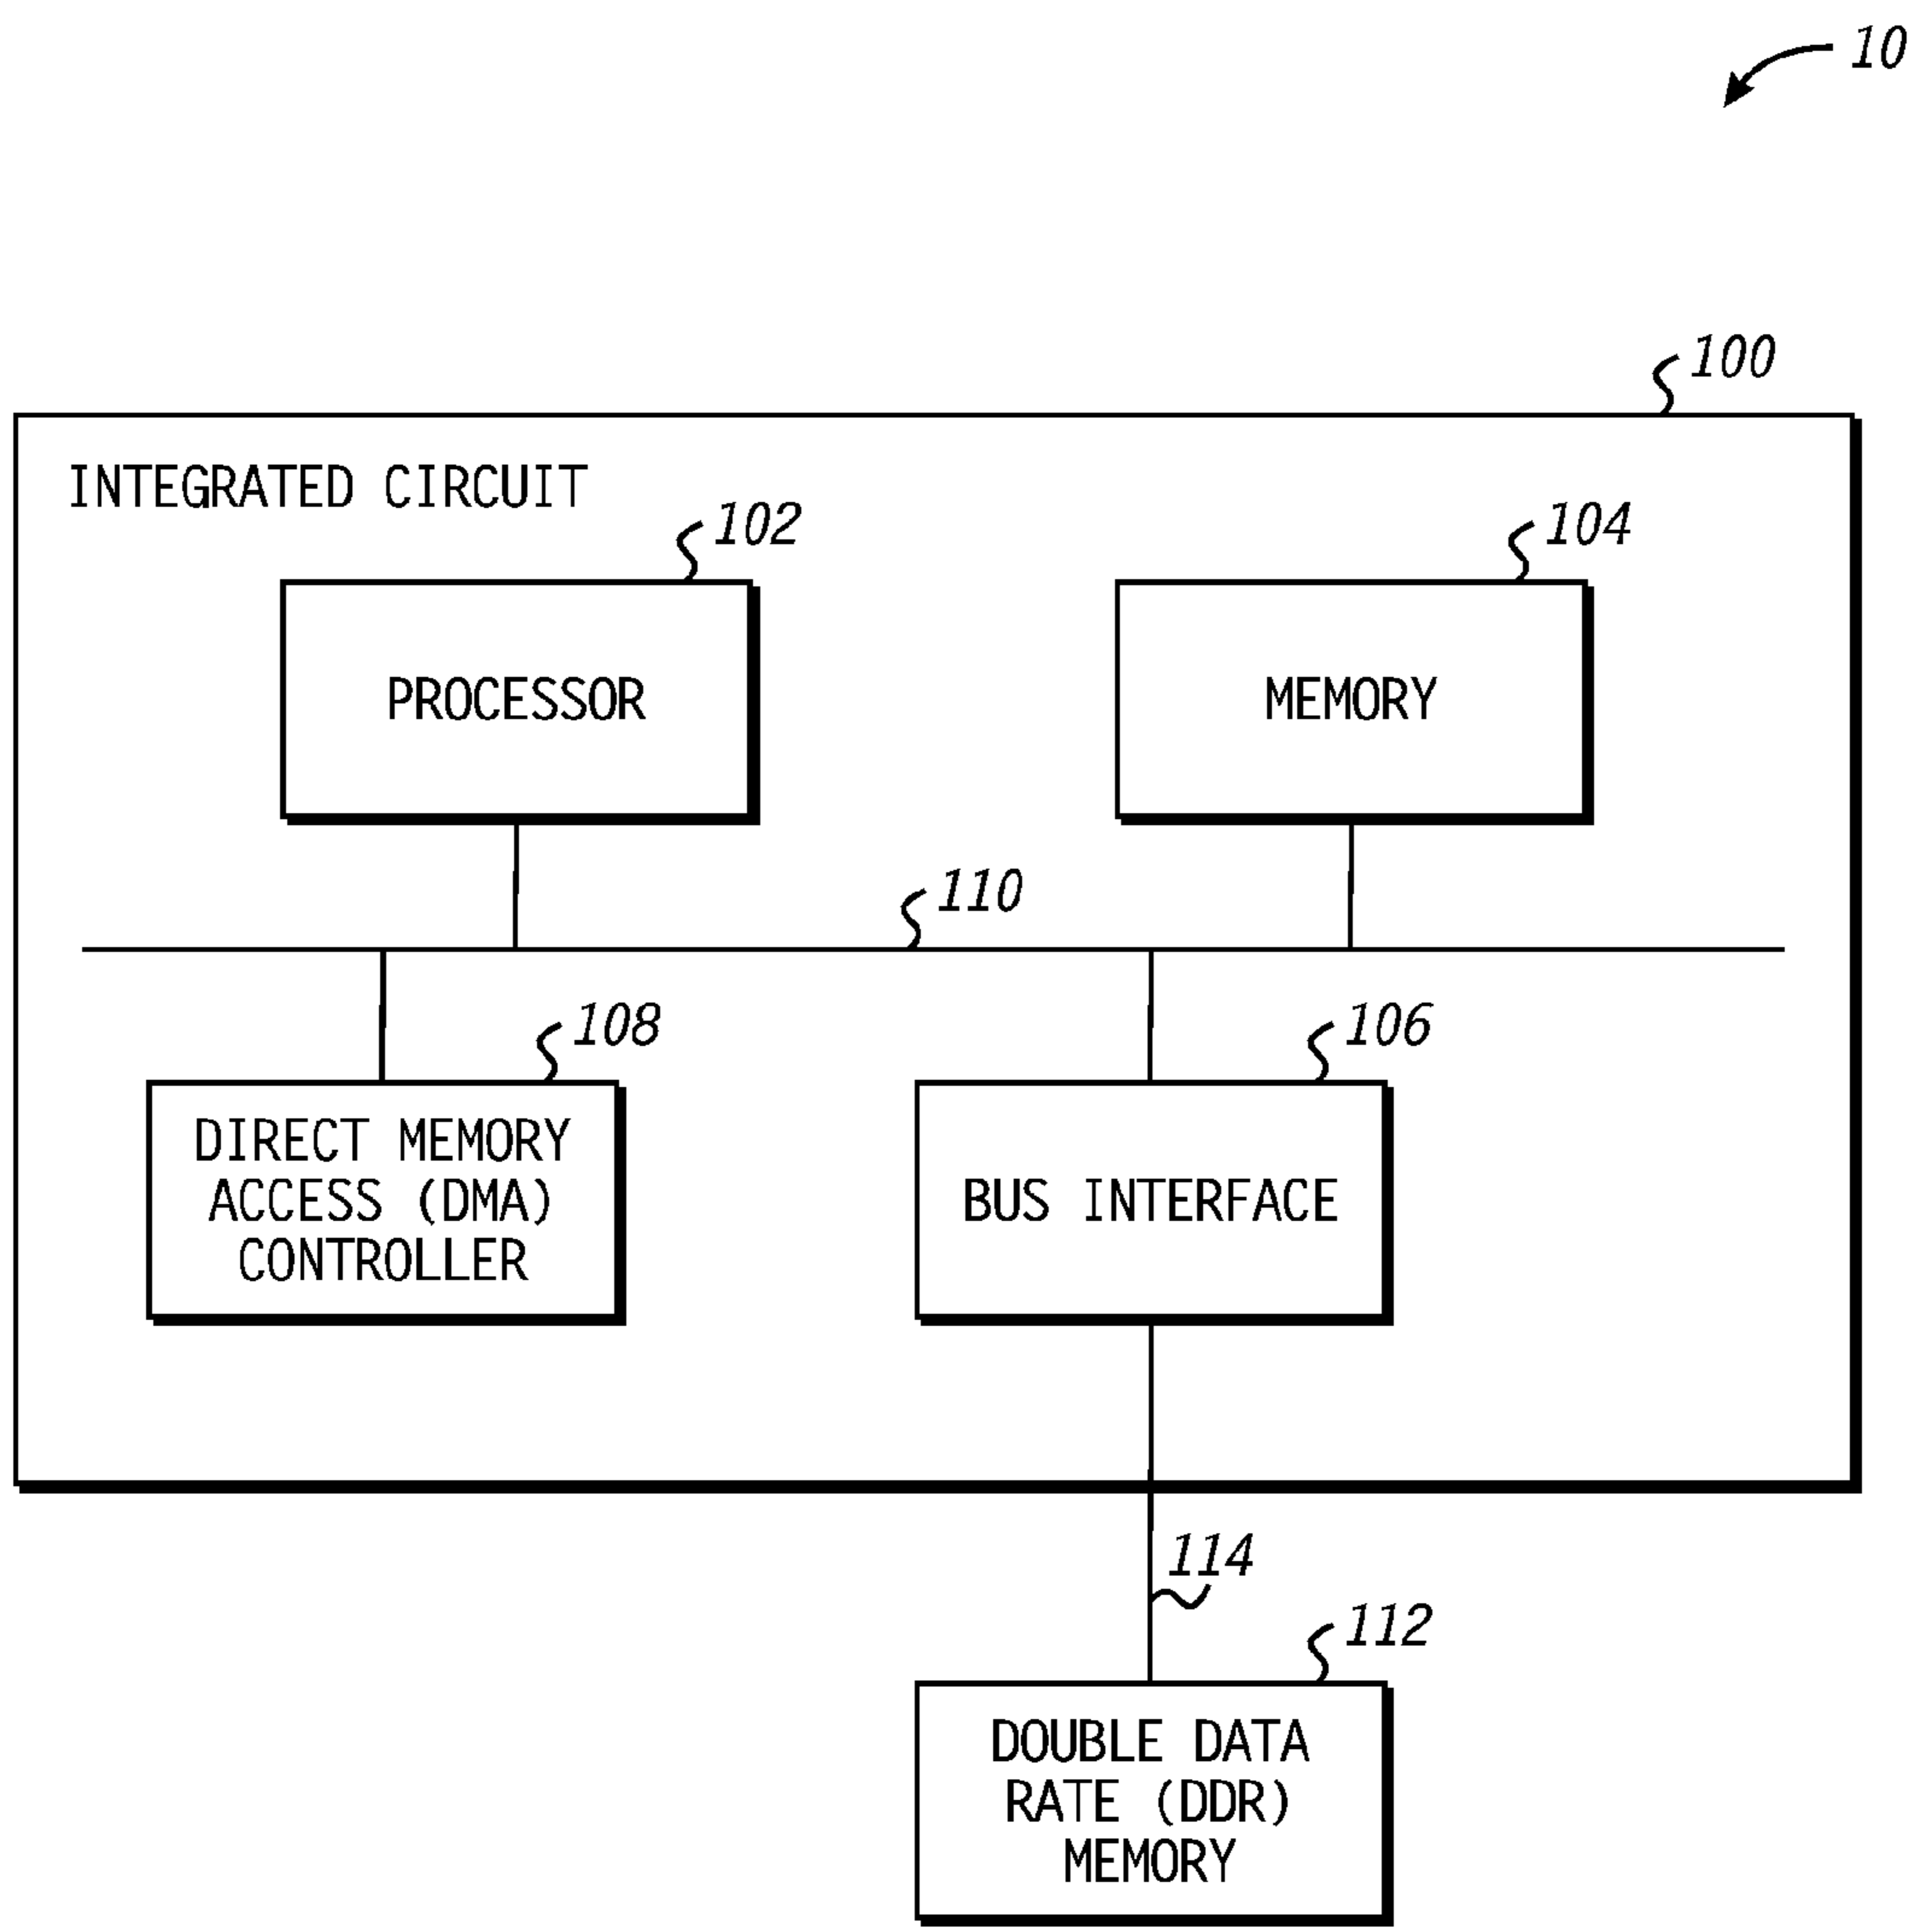 10
100
INTEGRATED CIRCUIT
102
104
PROCESSOR
MEMORY
110
108
106
DIRECT MEMORY
ACCESS (DMA)
CONTROLLER
BUS INTERFACE
114
112
DOUBLE DATA
RATE (DDR)
MEMORY